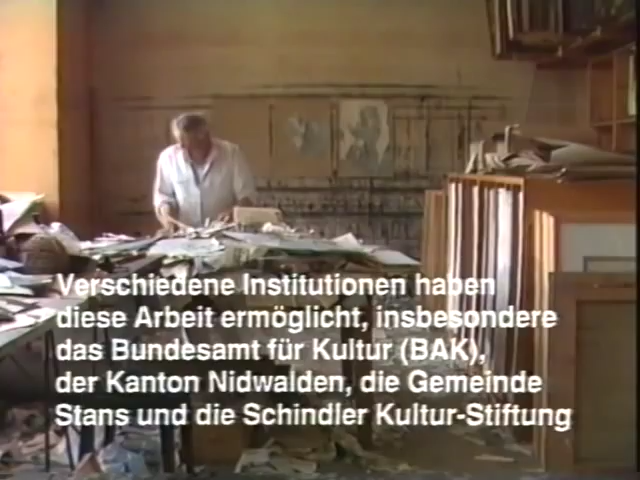 Verschiedene Institutionen haben
diese Arbeit ermöglicht, insbesondere
das Bundesamt für Kultur (BAK),
der Kanton Nidwalden, die Gemeinde
Stans und die Schindler Kultur-Stiftung